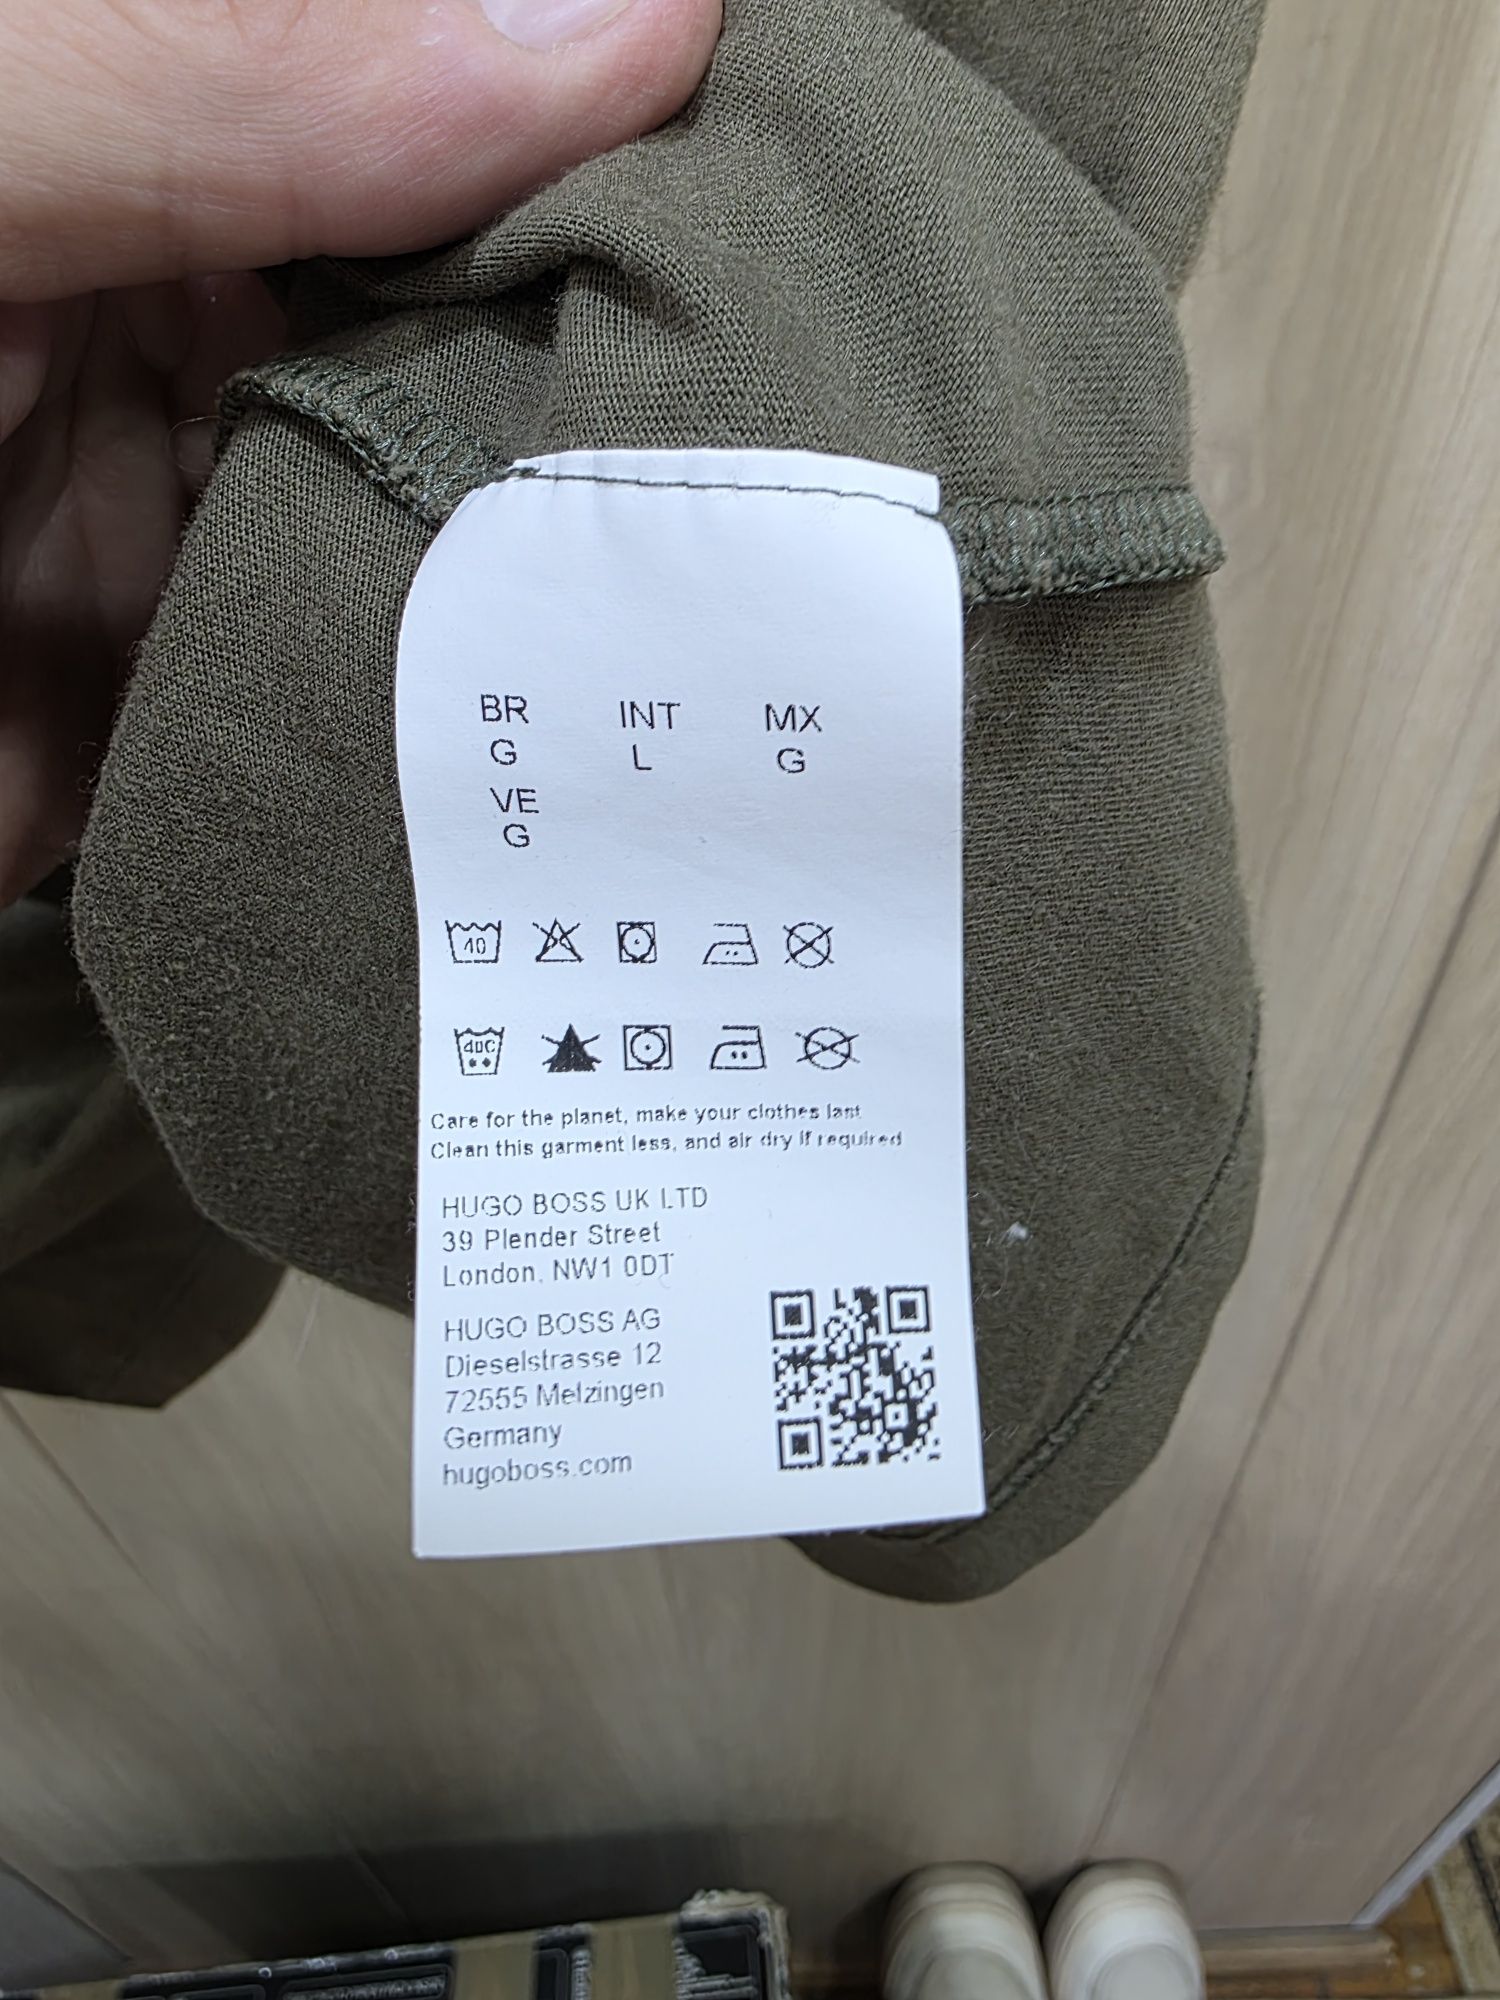 BR INT MX
G L G
VE
G
40
40C
Care for the planet, make your clothes last
Clean this garment less, and air dry if required
HUGO BOSS UK LTD
39 Plender Street
London, NW1 0DT
HUGO BOSS AG
Dieselstrasse 12
72555 Metzingen
Germany
hugoboss.com